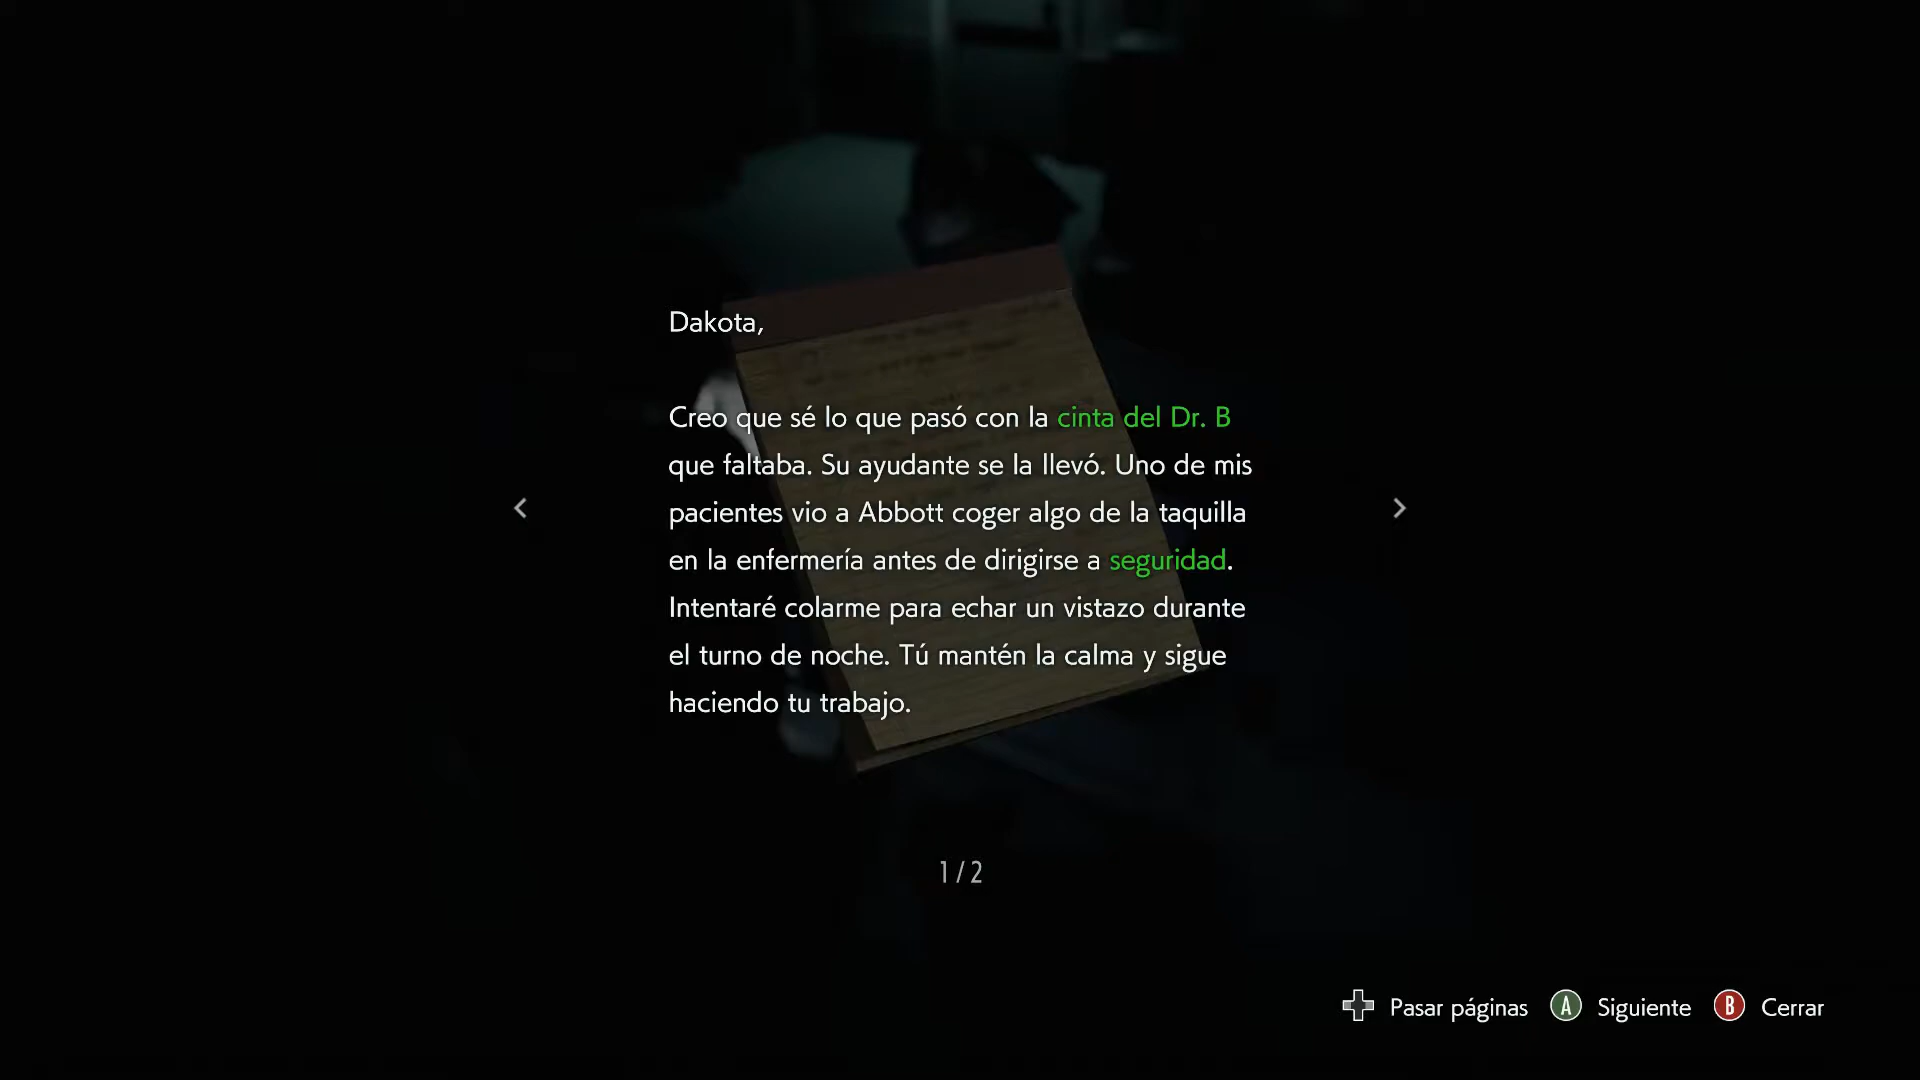 Dakota,
Creo que sé lo que pasó con la cinta del Dr. B
que faltaba. Su ayudante se la llevó. Uno de mis
pacientes vio a Abbott coger algo de la taquilla
en la enfermería antes de dirigirse a seguridad.
Intentaré colarme para echar un vistazo durante
el turno de noche. Tú mantén la calma y sigue
haciendo tu trabajo.
1 / 2
Pasar páginas A Siguiente B Cerrar